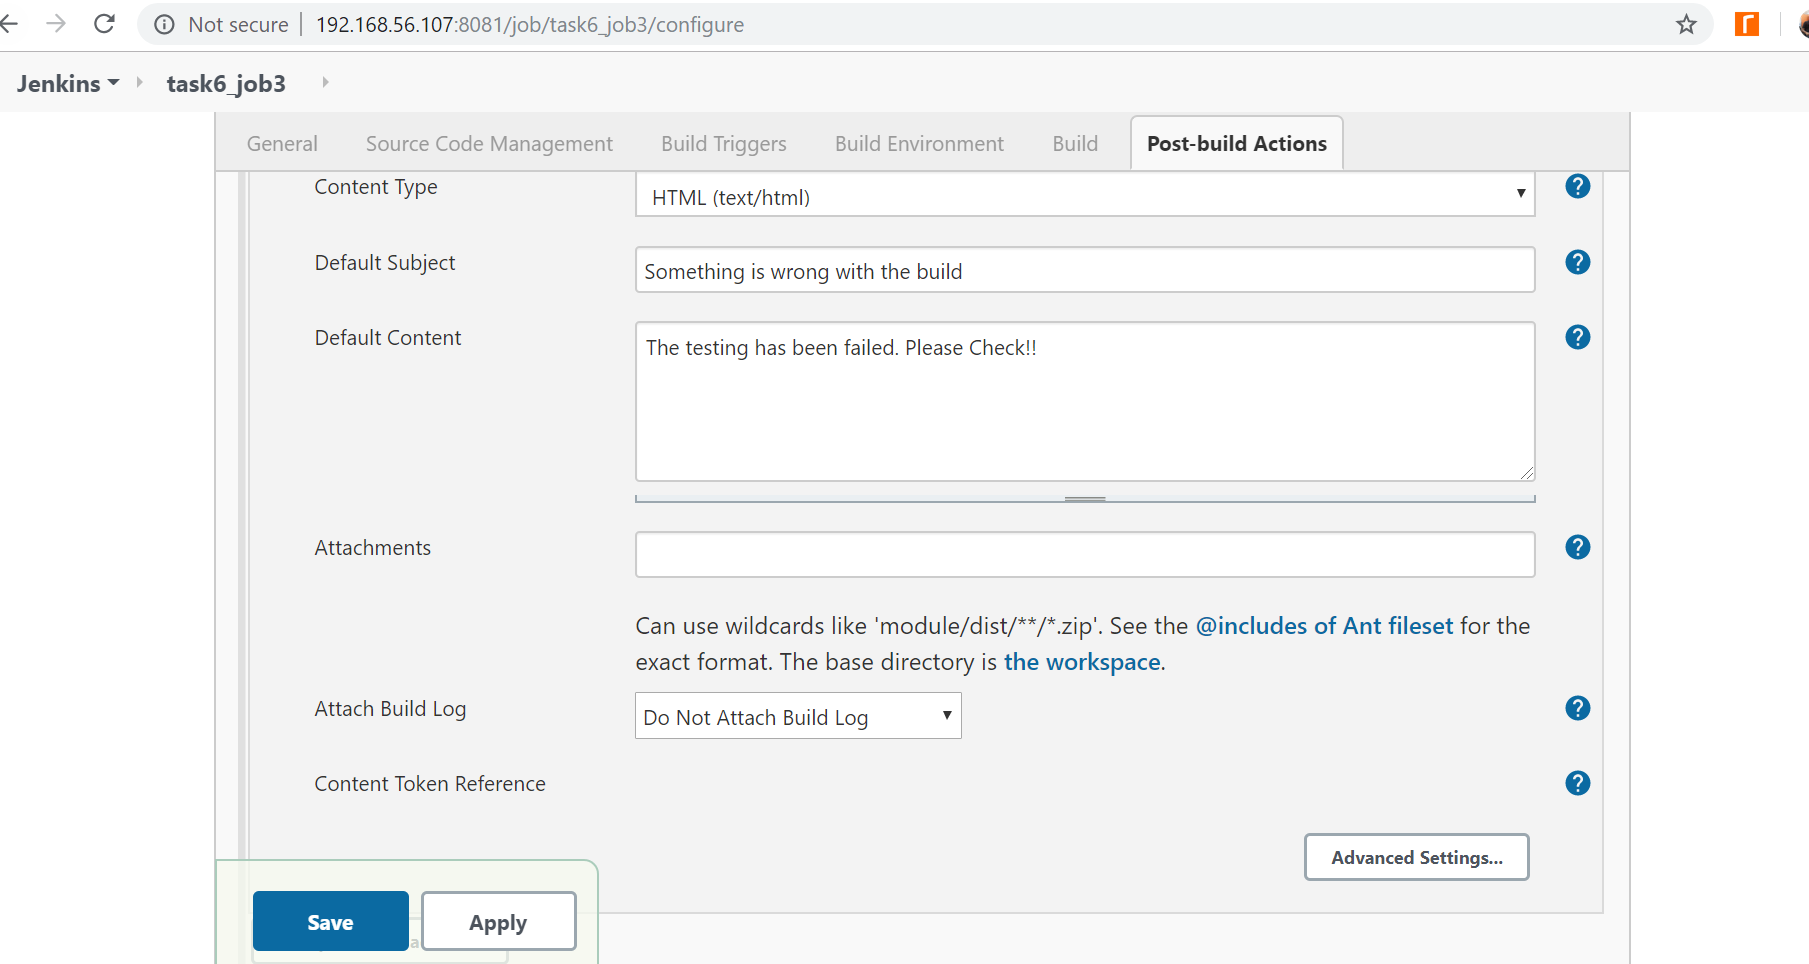 Not secure | 192.168.56.107:8081/job/task6_job3/configure
Jenkins task6_job3
General Source Code Management Build Triggers Build Environment Build Post-build Actions
Content Type HTML (text/html)
Default Subject Something is wrong with the build
Default Content The testing has been failed. Please Check!!
Attachments
Can use wildcards like 'module/dist/**/*.zip'. See the @includes of Ant fileset for the
exact format. The base directory is the workspace.
Attach Build Log Do Not Attach Build Log
Content Token Reference
Advanced Settings...
Save Apply